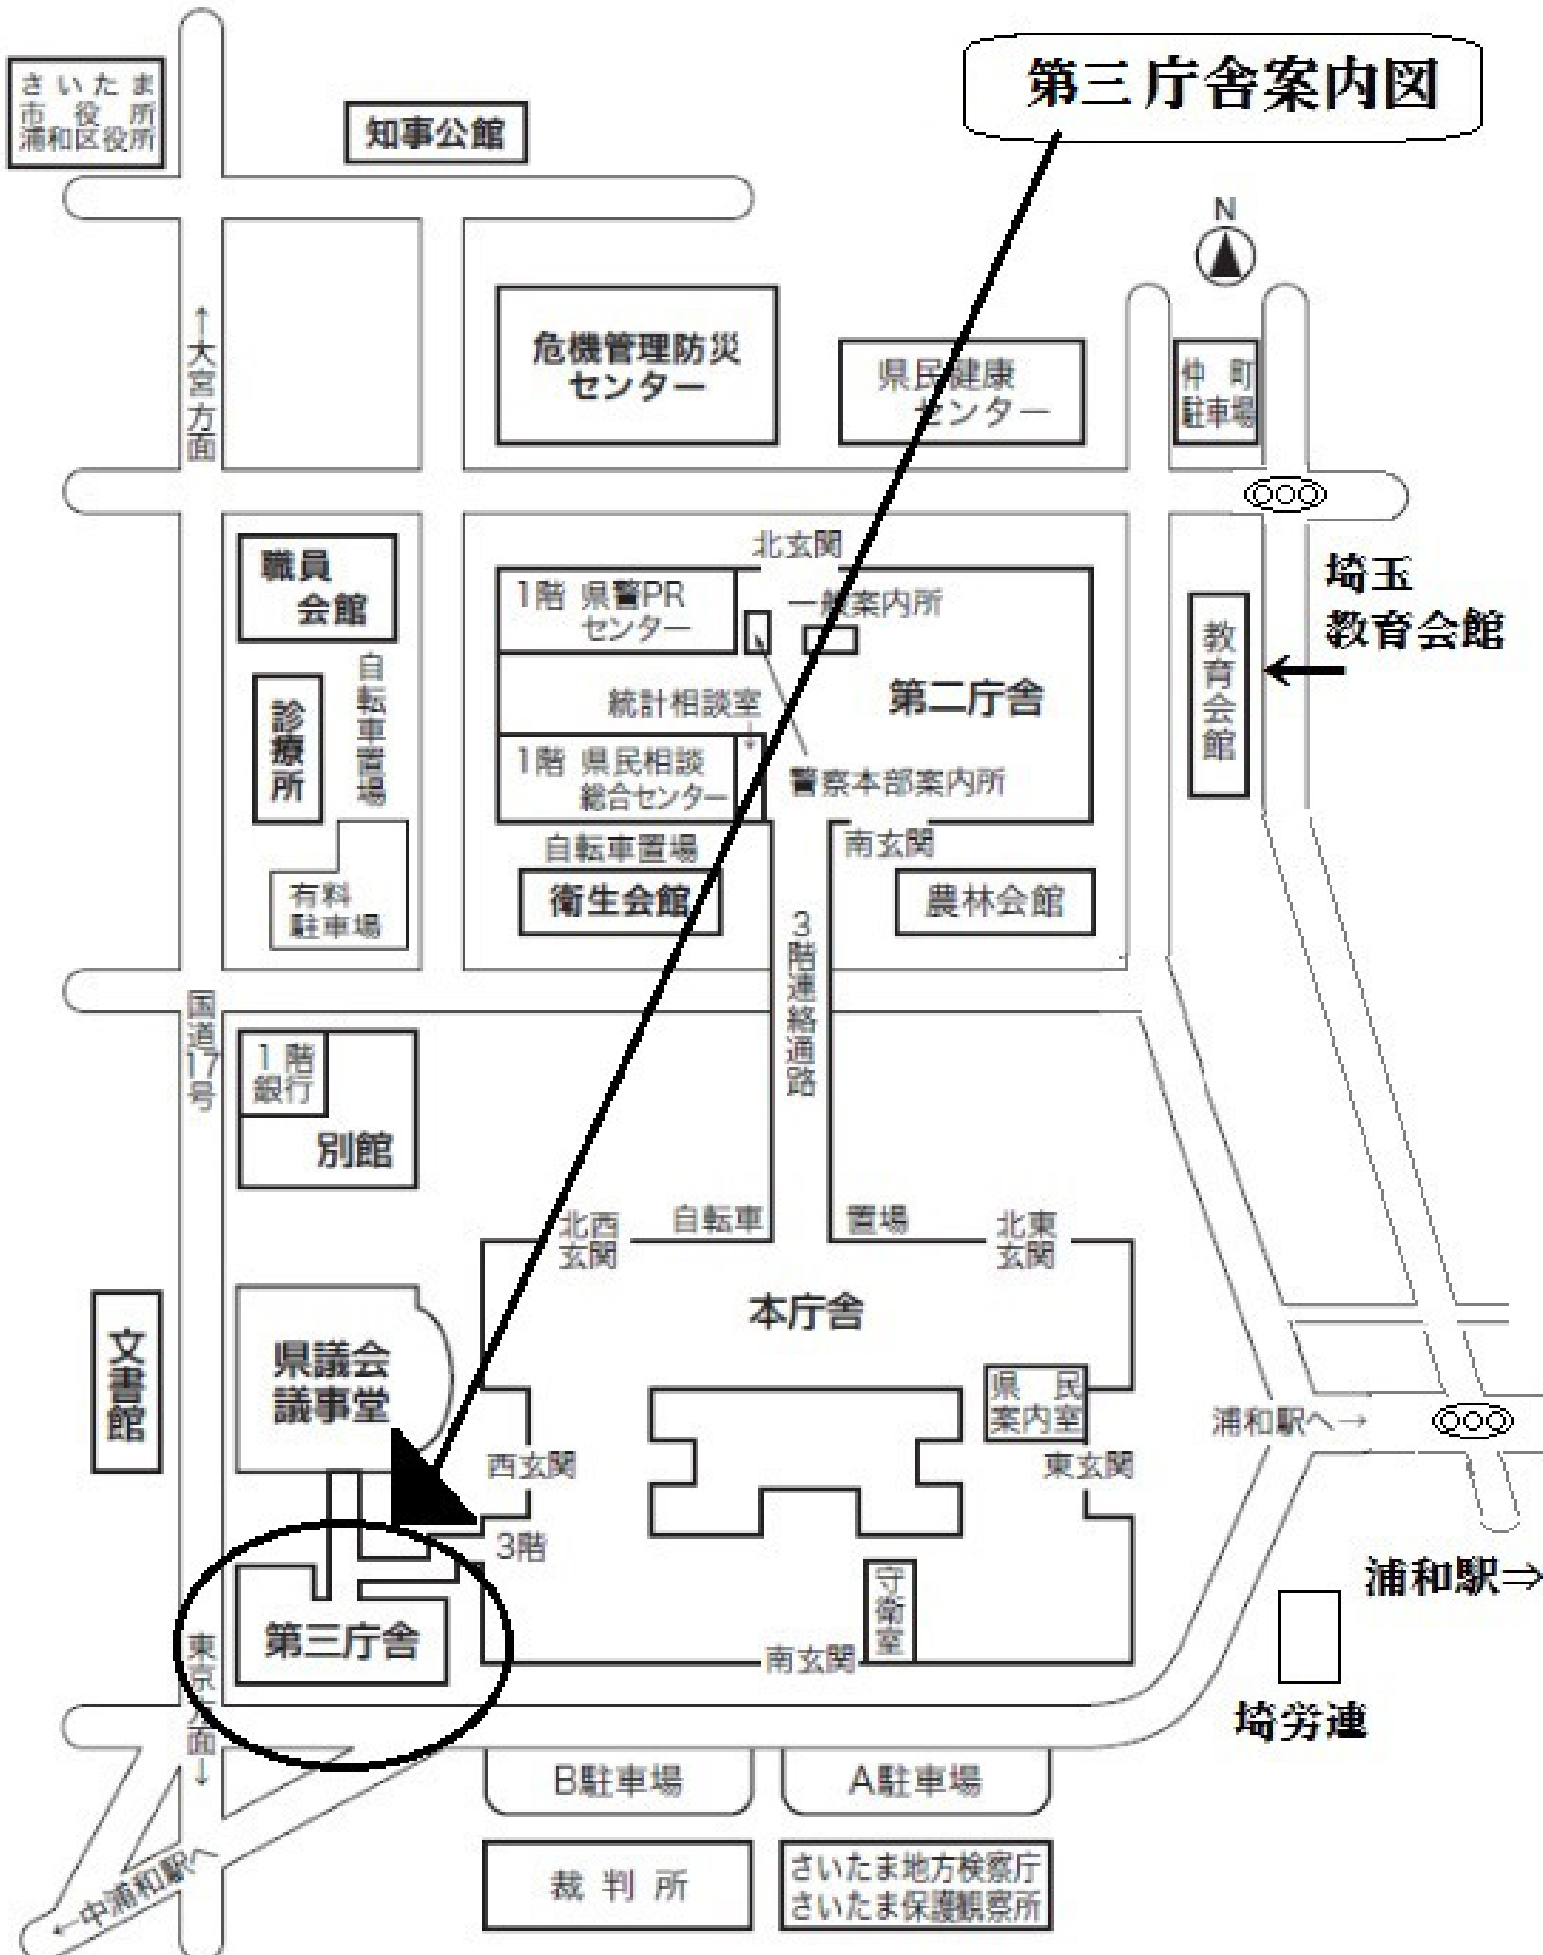 第三庁舎案内図
さいたま
市役所
浦和区役所
知事公館
N
↑大宮方面
危機管理防災
センター
県民健康
センター
仲町
駐車場
北玄関
職員
会館
1階 県警PR
センター
一般案内所
埼玉
教育会館
←
教育会館
自転車置場
診療所
統計相談室
↓
第二庁舎
1階 県民相談
総合センター
警察本部案内所
自転車置場
南玄関
有料
駐車場
衛生会館
農林会館
3階連絡通路
国道17号
1階
銀行
別館
北西
玄関
自転車
置場
北東
玄関
本庁舎
文書館
県議会
議事堂
県民
案内室
浦和駅へ→
西玄関
東玄関
3階
浦和駅⇒
守衛室
第三庁舎
南玄関
東京方面↓
埼労連
B駐車場
A駐車場
←中浦和駅へ
裁判所
さいたま地方検察庁
さいたま保護観察所